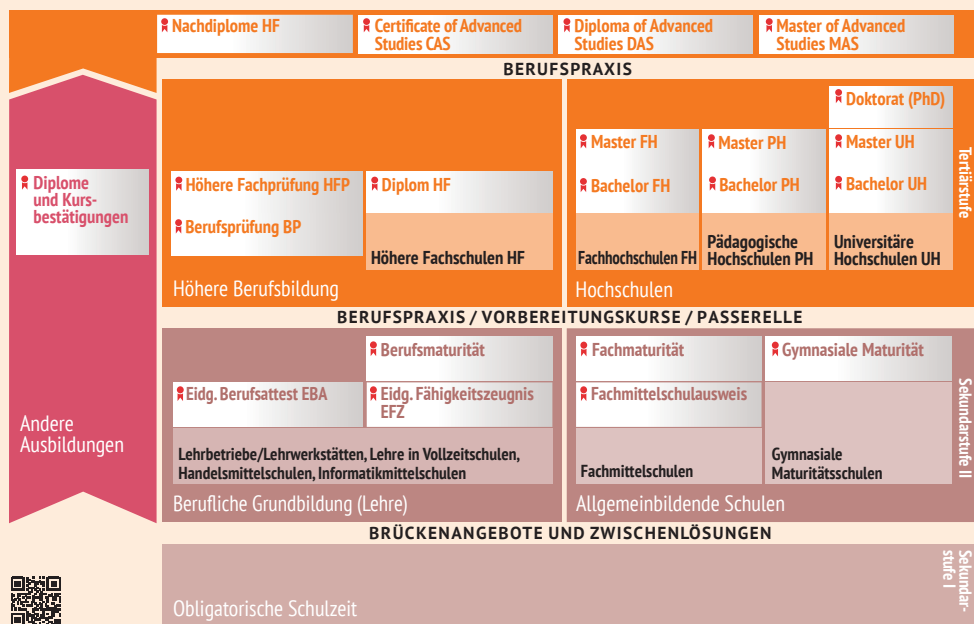 Nachdiplome HF
Certificate of Advanced
Studies CAS
Diploma of Advanced
Studies DAS
Master of Advanced
Studies MAS
BERUFSPRAXIS
Doktorat (PhD)
Master FH
Master PH
Master UH
Tertiärstufe
Diplome
und Kurs-
bestätigungen
Höhere Fachprüfung HFP
Diplom HF
Bachelor FH
Bachelor PH
Bachelor UH
Berufsprüfung BP
Höhere Fachschulen HF
Fachhochschulen FH
Pädagogische
Hochschulen PH
Universitäre
Hochschulen UH
Höhere Berufsbildung
Hochschulen
BERUFSPRAXIS / VORBEREITUNGSKURSE / PASSERELLE
Berufsmaturität
Fachmaturität
Gymnasiale Maturität
Eidg. Berufsattest EBA
Eidg. Fähigkeitszeugnis
EFZ
Fachmittelschulausweis
Sekundarstufe II
Andere
Ausbildungen
Lehrbetriebe/Lehrwerkstätten, Lehre in Vollzeitschulen,
Handelsmittelschulen, Informatikmittelschulen
Fachmittelschulen
Gymnasiale
Maturitätsschulen
Berufliche Grundbildung (Lehre)
Allgemeinbildende Schulen
BRÜCKENANGEBOTE UND ZWISCHENLÖSUNGEN
Sekundar-
stufe I
Obligatorische Schulzeit